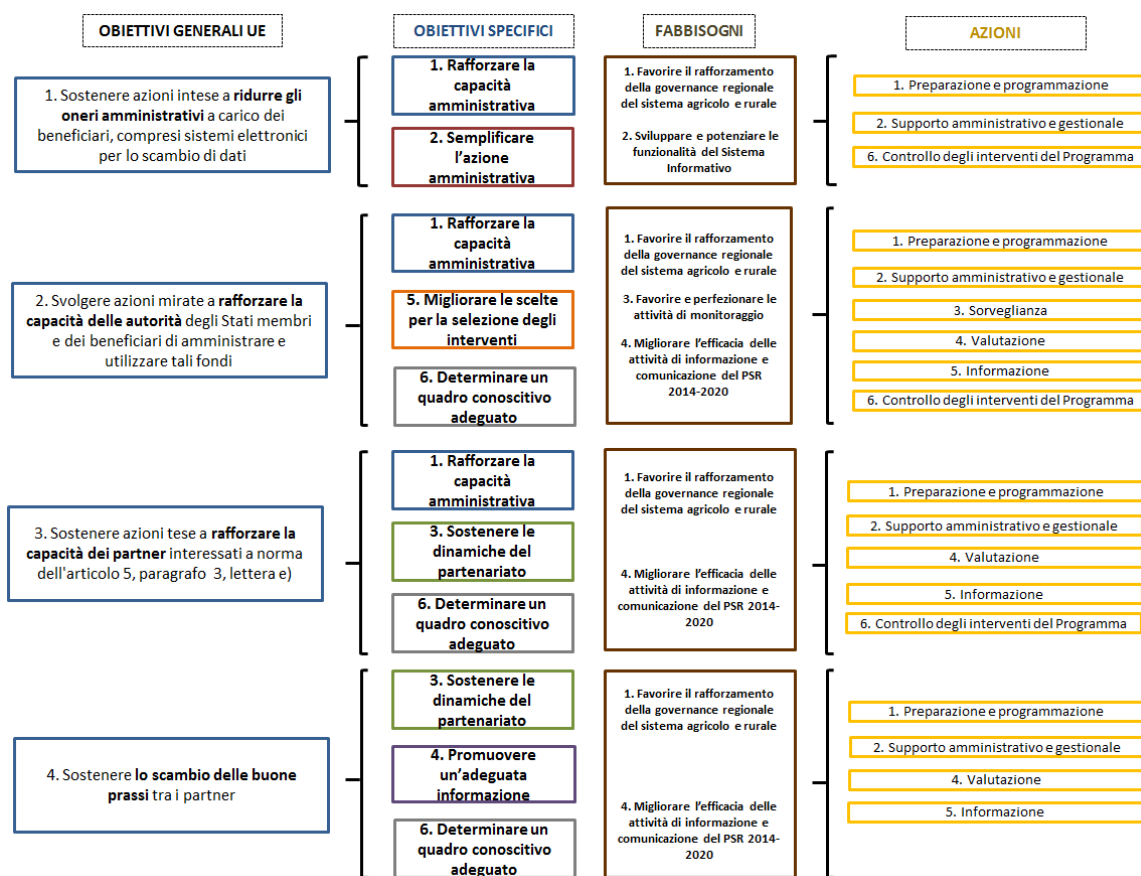 OBIETTIVI GENERALI UE
OBIETTIVI SPECIFICI
FABBISOGNI
AZIONI
1. Sostenere azioni intese a ridurre gli
oneri amministrativi a carico dei
beneficiari, compresi sistemi elettronici
per lo scambio di dati
1. Rafforzare la
capacità
amministrativa
2. Semplificare
l'azione
amministrativa
1. Favorire il rafforzamento
della governance regionale
del sistema agricolo e rurale
2. Sviluppare e potenziare le
funzionalità del Sistema
Informativo
1. Preparazione e programmazione
2. Supporto amministrativo e gestionale
6. Controllo degli interventi del Programma
2. Svolgere azioni mirate a rafforzare la
capacità delle autorità degli Stati membri
e dei beneficiari di amministrare e
utilizzare tali fondi
1. Rafforzare la
capacità
amministrativa
5. Migliorare le scelte
per la selezione degli
interventi
6. Determinare un
quadro conoscitivo
adeguato
1. Favorire il rafforzamento
della governance regionale
del sistema agricolo e rurale
3. Favorire e perfezionare le
attività di monitoraggio
4. Migliorare l'efficacia delle
attività di informazione e
comunicazione del PSR
2014-2020
1. Preparazione e programmazione
2. Supporto amministrativo e gestionale
3. Sorveglianza
4. Valutazione
5. Informazione
6. Controllo degli interventi del Programma
3. Sostenere azioni tese a rafforzare la
capacità dei partner interessati a norma
dell'articolo 5, paragrafo 3, lettera e)
1. Rafforzare la
capacità
amministrativa
3. Sostenere le
dinamiche del
partenariato
6. Determinare un
quadro conoscitivo
adeguato
1. Favorire il rafforzamento
della governance regionale
del sistema agricolo e rurale
4. Migliorare l'efficacia delle
attività di informazione e
comunicazione del PSR 2014-
2020
1. Preparazione e programmazione
2. Supporto amministrativo e gestionale
4. Valutazione
5. Informazione
6. Controllo degli interventi del Programma
4. Sostenere lo scambio delle buone
prassi tra i partner
3. Sostenere le
dinamiche del
partenariato
4. Promuovere
un'adeguata
informazione
6. Determinare un
quadro conoscitivo
adeguato
1. Favorire il rafforzamento
della governance regionale
del sistema agricolo e rurale
4. Migliorare l'efficacia delle
attività di informazione e
comunicazione del PSR 2014-
2020
1. Preparazione e programmazione
2. Supporto amministrativo e gestionale
4. Valutazione
5. Informazione